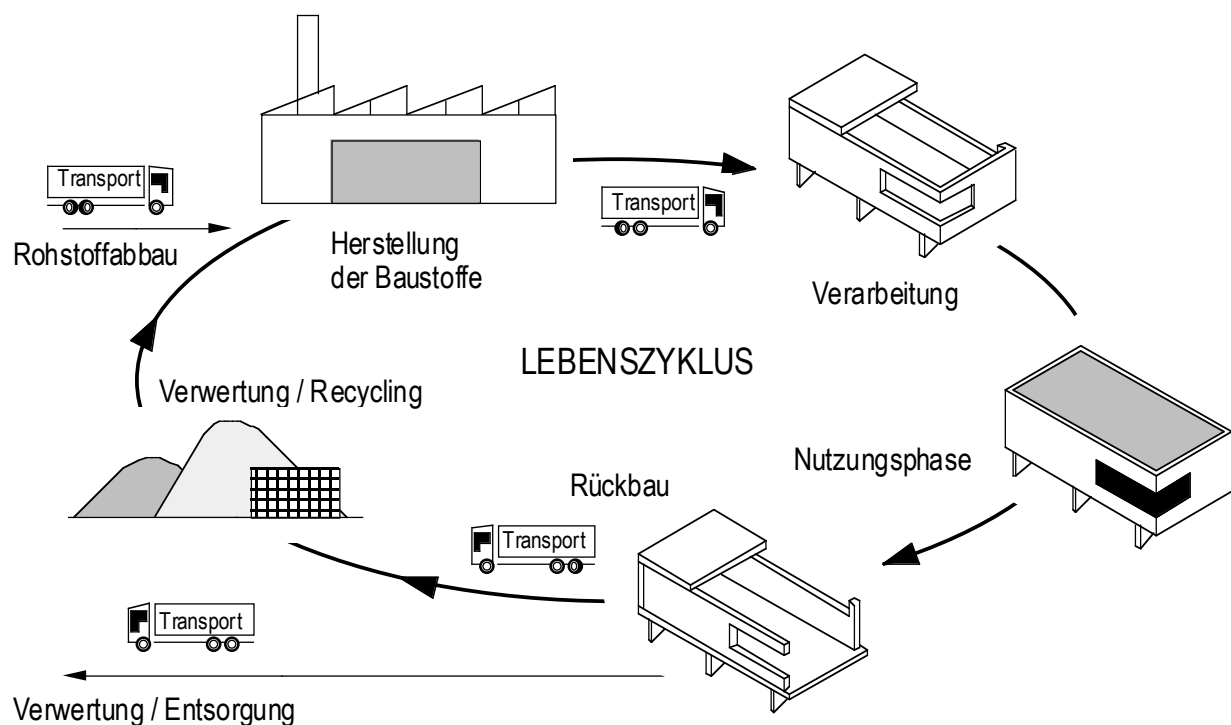 Transport
Rohstoffabbau
Herstellung
der Baustoffe
Transport
Verarbeitung
LEBENSZYKLUS
Verwertung / Recycling
Nutzungsphase
Rückbau
Transport
Transport
Verwertung / Entsorgung